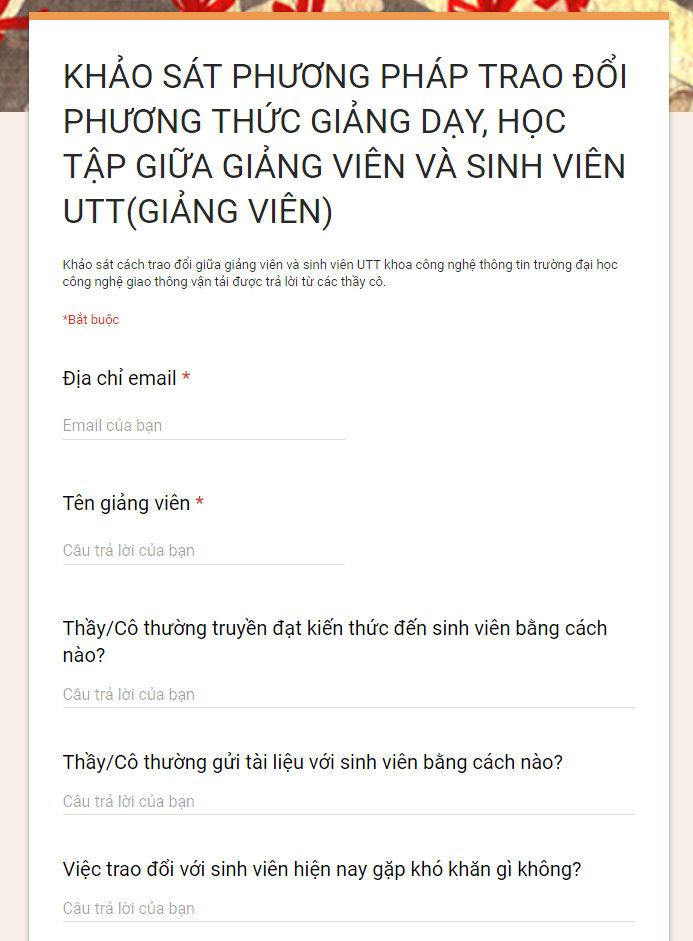 KHẢO SÁT PHƯƠNG PHÁP TRAO ĐỔI
PHƯƠNG THỨC GIẢNG DẠY, HỌC
TẬP GIỮA GIẢNG VIÊN VÀ SINH VIÊN
UTT(GIẢNG VIÊN)
Khảo sát cách trao đổi giữa giảng viên và sinh viên UTT khoa công nghệ thông tin trường đại học
công nghệ giao thông vận tải được trả lời từ các thầy cô.
*Bắt buộc
Địa chỉ email *
Email của bạn
Tên giảng viên *
Câu trả lời của bạn
Thầy/Cô thường truyền đạt kiến thức đến sinh viên bằng cách
nào?
Câu trả lời của bạn
Thầy/Cô thường gửi tài liệu với sinh viên bằng cách nào?
Câu trả lời của bạn
Việc trao đổi với sinh viên hiện nay gặp khó khăn gì không?
Câu trả lời của bạn